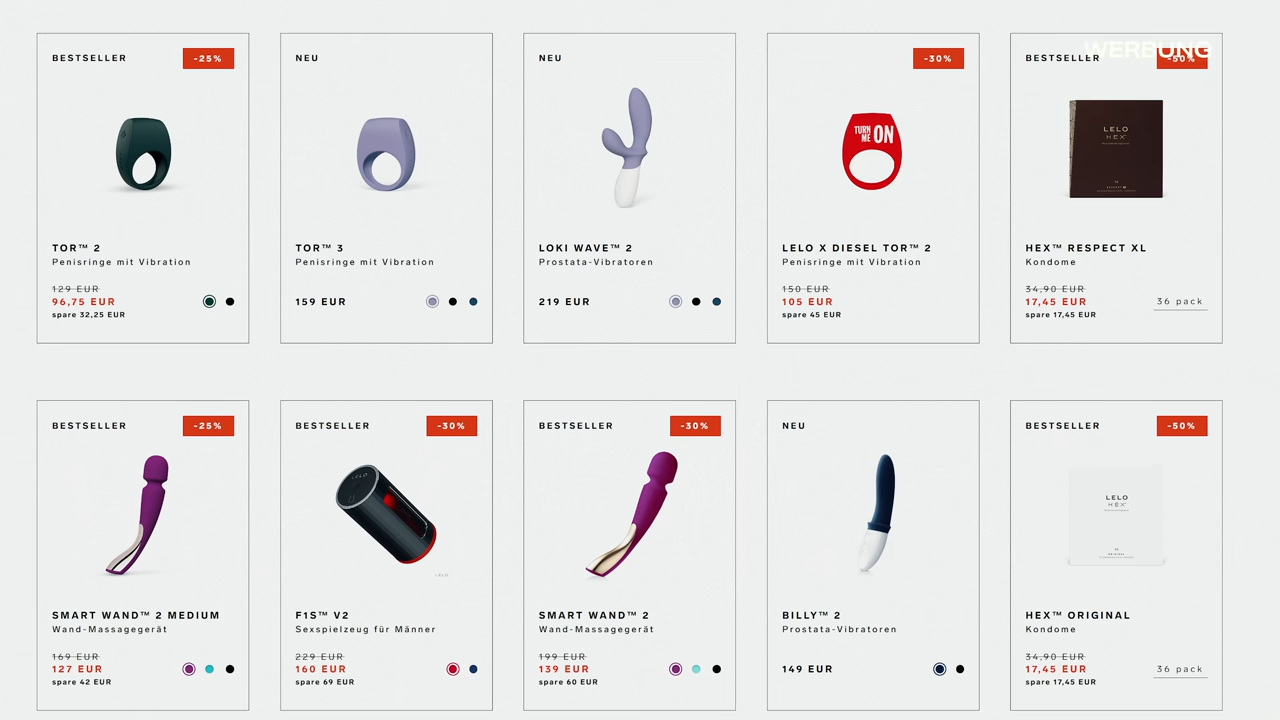 WERBUNG
BESTSELLER -25%
NEU
NEU
-30%
BESTSELLER -50%
TURN ME ON
LELO
HEX™
TOR™ 2
Penisringe mit Vibration
129 EUR
96,75 EUR
spare 32,25 EUR
TOR™ 3
Penisringe mit Vibration
159 EUR
LOKI WAVE™ 2
Prostata-Vibratoren
219 EUR
LELO X DIESEL TOR™ 2
Penisringe mit Vibration
150 EUR
105 EUR
spare 45 EUR
HEX™ RESPECT XL
Kondome
34,90 EUR
17,45 EUR
36 pack
spare 17,45 EUR
BESTSELLER -25%
BESTSELLER -30%
BESTSELLER -30%
NEU
BESTSELLER -50%
LELO
LELO
LELO
HEX™
SMART WAND™ 2 MEDIUM
Wand-Massagegerät
169 EUR
127 EUR
spare 42 EUR
F1S™ V2
Sexspielzeug für Männer
229 EUR
160 EUR
spare 69 EUR
SMART WAND™ 2
Wand-Massagegerät
199 EUR
139 EUR
spare 60 EUR
BILLY™ 2
Prostata-Vibratoren
149 EUR
HEX™ ORIGINAL
Kondome
34,90 EUR
17,45 EUR
36 pack
spare 17,45 EUR